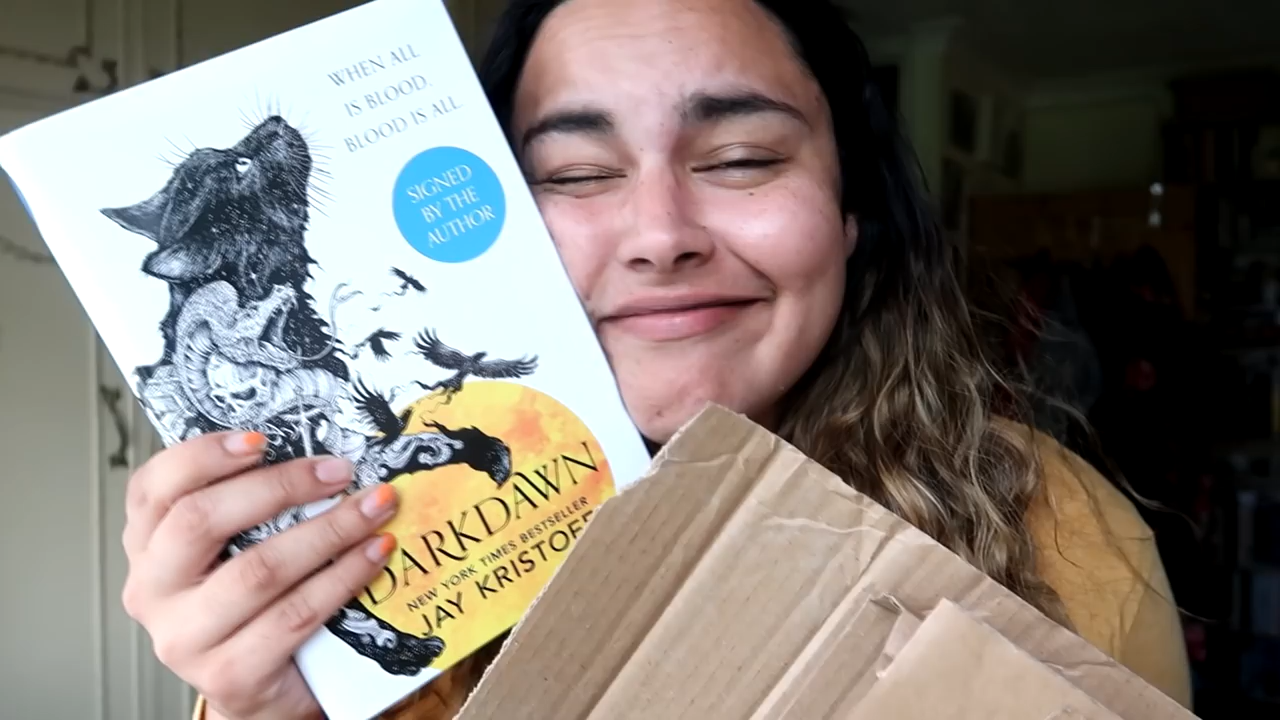 WHEN ALL
IS BLOOD,
BLOOD IS ALL.
SIGNED
BY THE
AUTHOR
DARKDAWN
NEW YORK TIMES BESTSELLER
JAY KRISTOFF